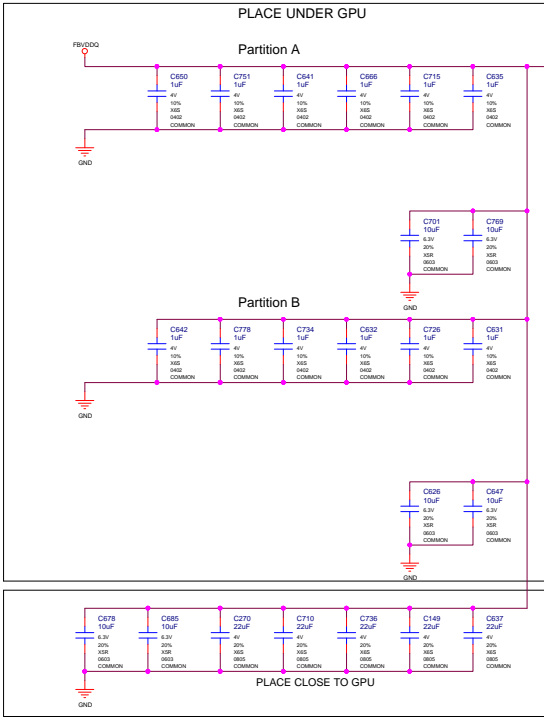 PLACE UNDER GPU
FBVDDQ
Partition A
C650 C751 C641 C666 C715 C635
1uF 1uF 1uF 1uF 1uF 1uF
4V 4V 4V 4V 4V 4V
10% 10% 10% 10% 10% 10%
X6S X6S X6S X6S X6S X6S
0402 0402 0402 0402 0402 0402
COMMON COMMON COMMON COMMON COMMON COMMON
GND
C701 C769
10uF 10uF
6.3V 6.3V
20% 20%
X5R X5R
0603 0603
COMMON COMMON
GND
Partition B
C642 C778 C734 C632 C726 C631
1uF 1uF 1uF 1uF 1uF 1uF
4V 4V 4V 4V 4V 4V
10% 10% 10% 10% 10% 10%
X6S X6S X6S X6S X6S X6S
0402 0402 0402 0402 0402 0402
COMMON COMMON COMMON COMMON COMMON COMMON
GND
C626 C647
10uF 10uF
6.3V 6.3V
20% 20%
X5R X5R
0603 0603
COMMON COMMON
GND
C678 C685 C270 C710 C736 C149 C637
10uF 10uF 22uF 22uF 22uF 22uF 22uF
6.3V 6.3V 4V 4V 4V 4V 4V
20% 20% 20% 20% 20% 20% 20%
X5R X5R X6S X6S X6S X6S X6S
0603 0603 0805 0805 0805 0805 0805
COMMON COMMON COMMON COMMON COMMON COMMON COMMON
PLACE CLOSE TO GPU
GND